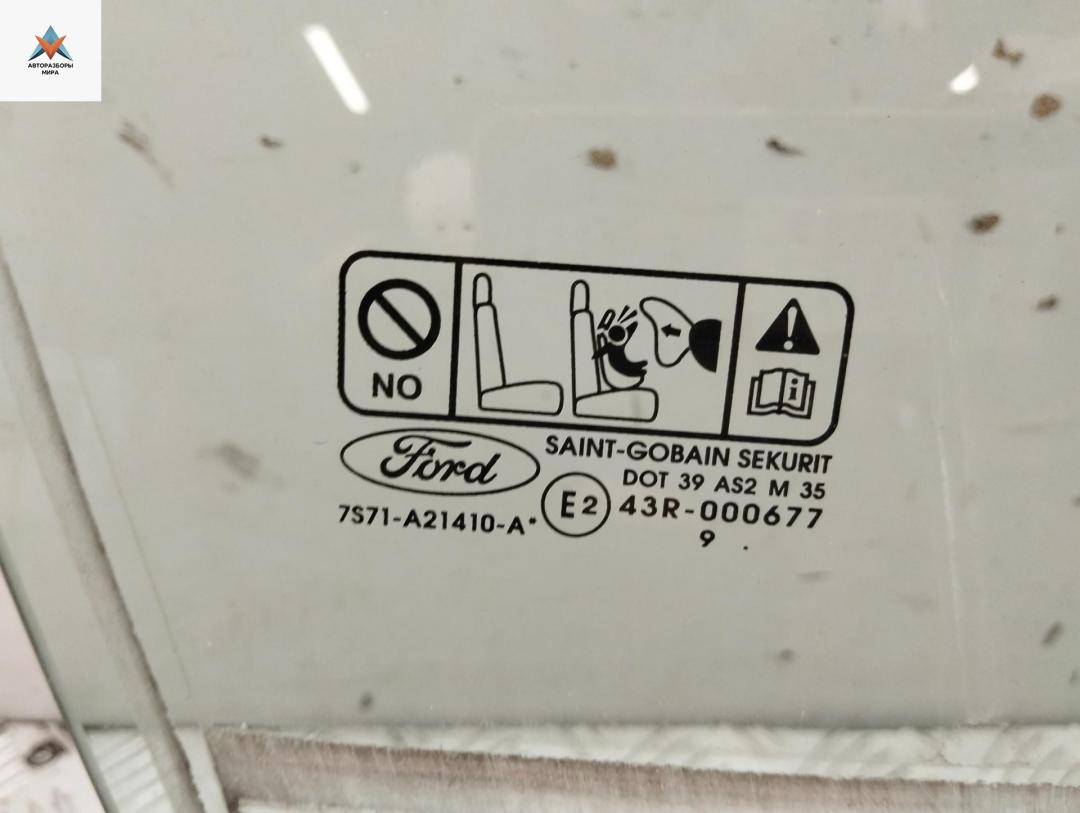 АВТОРАЗБОРЫ
МИРА
NO
Ford
SAINT-GOBAIN SEKURIT
DOT 39 AS2 M 35
7S71-A21410-A*
E2
43R-000677
9 .